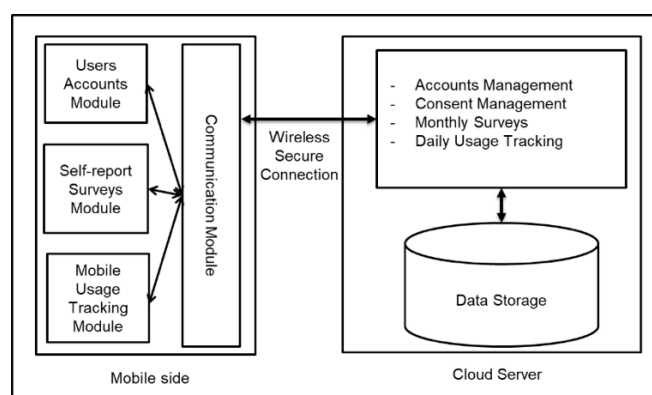 Users
Accounts
Module
Self-report
Surveys
Module
Mobile
Usage
Tracking
Module
Communication Module
Mobile side
Wireless
Secure
Connection
- Accounts Management
- Consent Management
- Monthly Surveys
- Daily Usage Tracking
Data Storage
Cloud Server